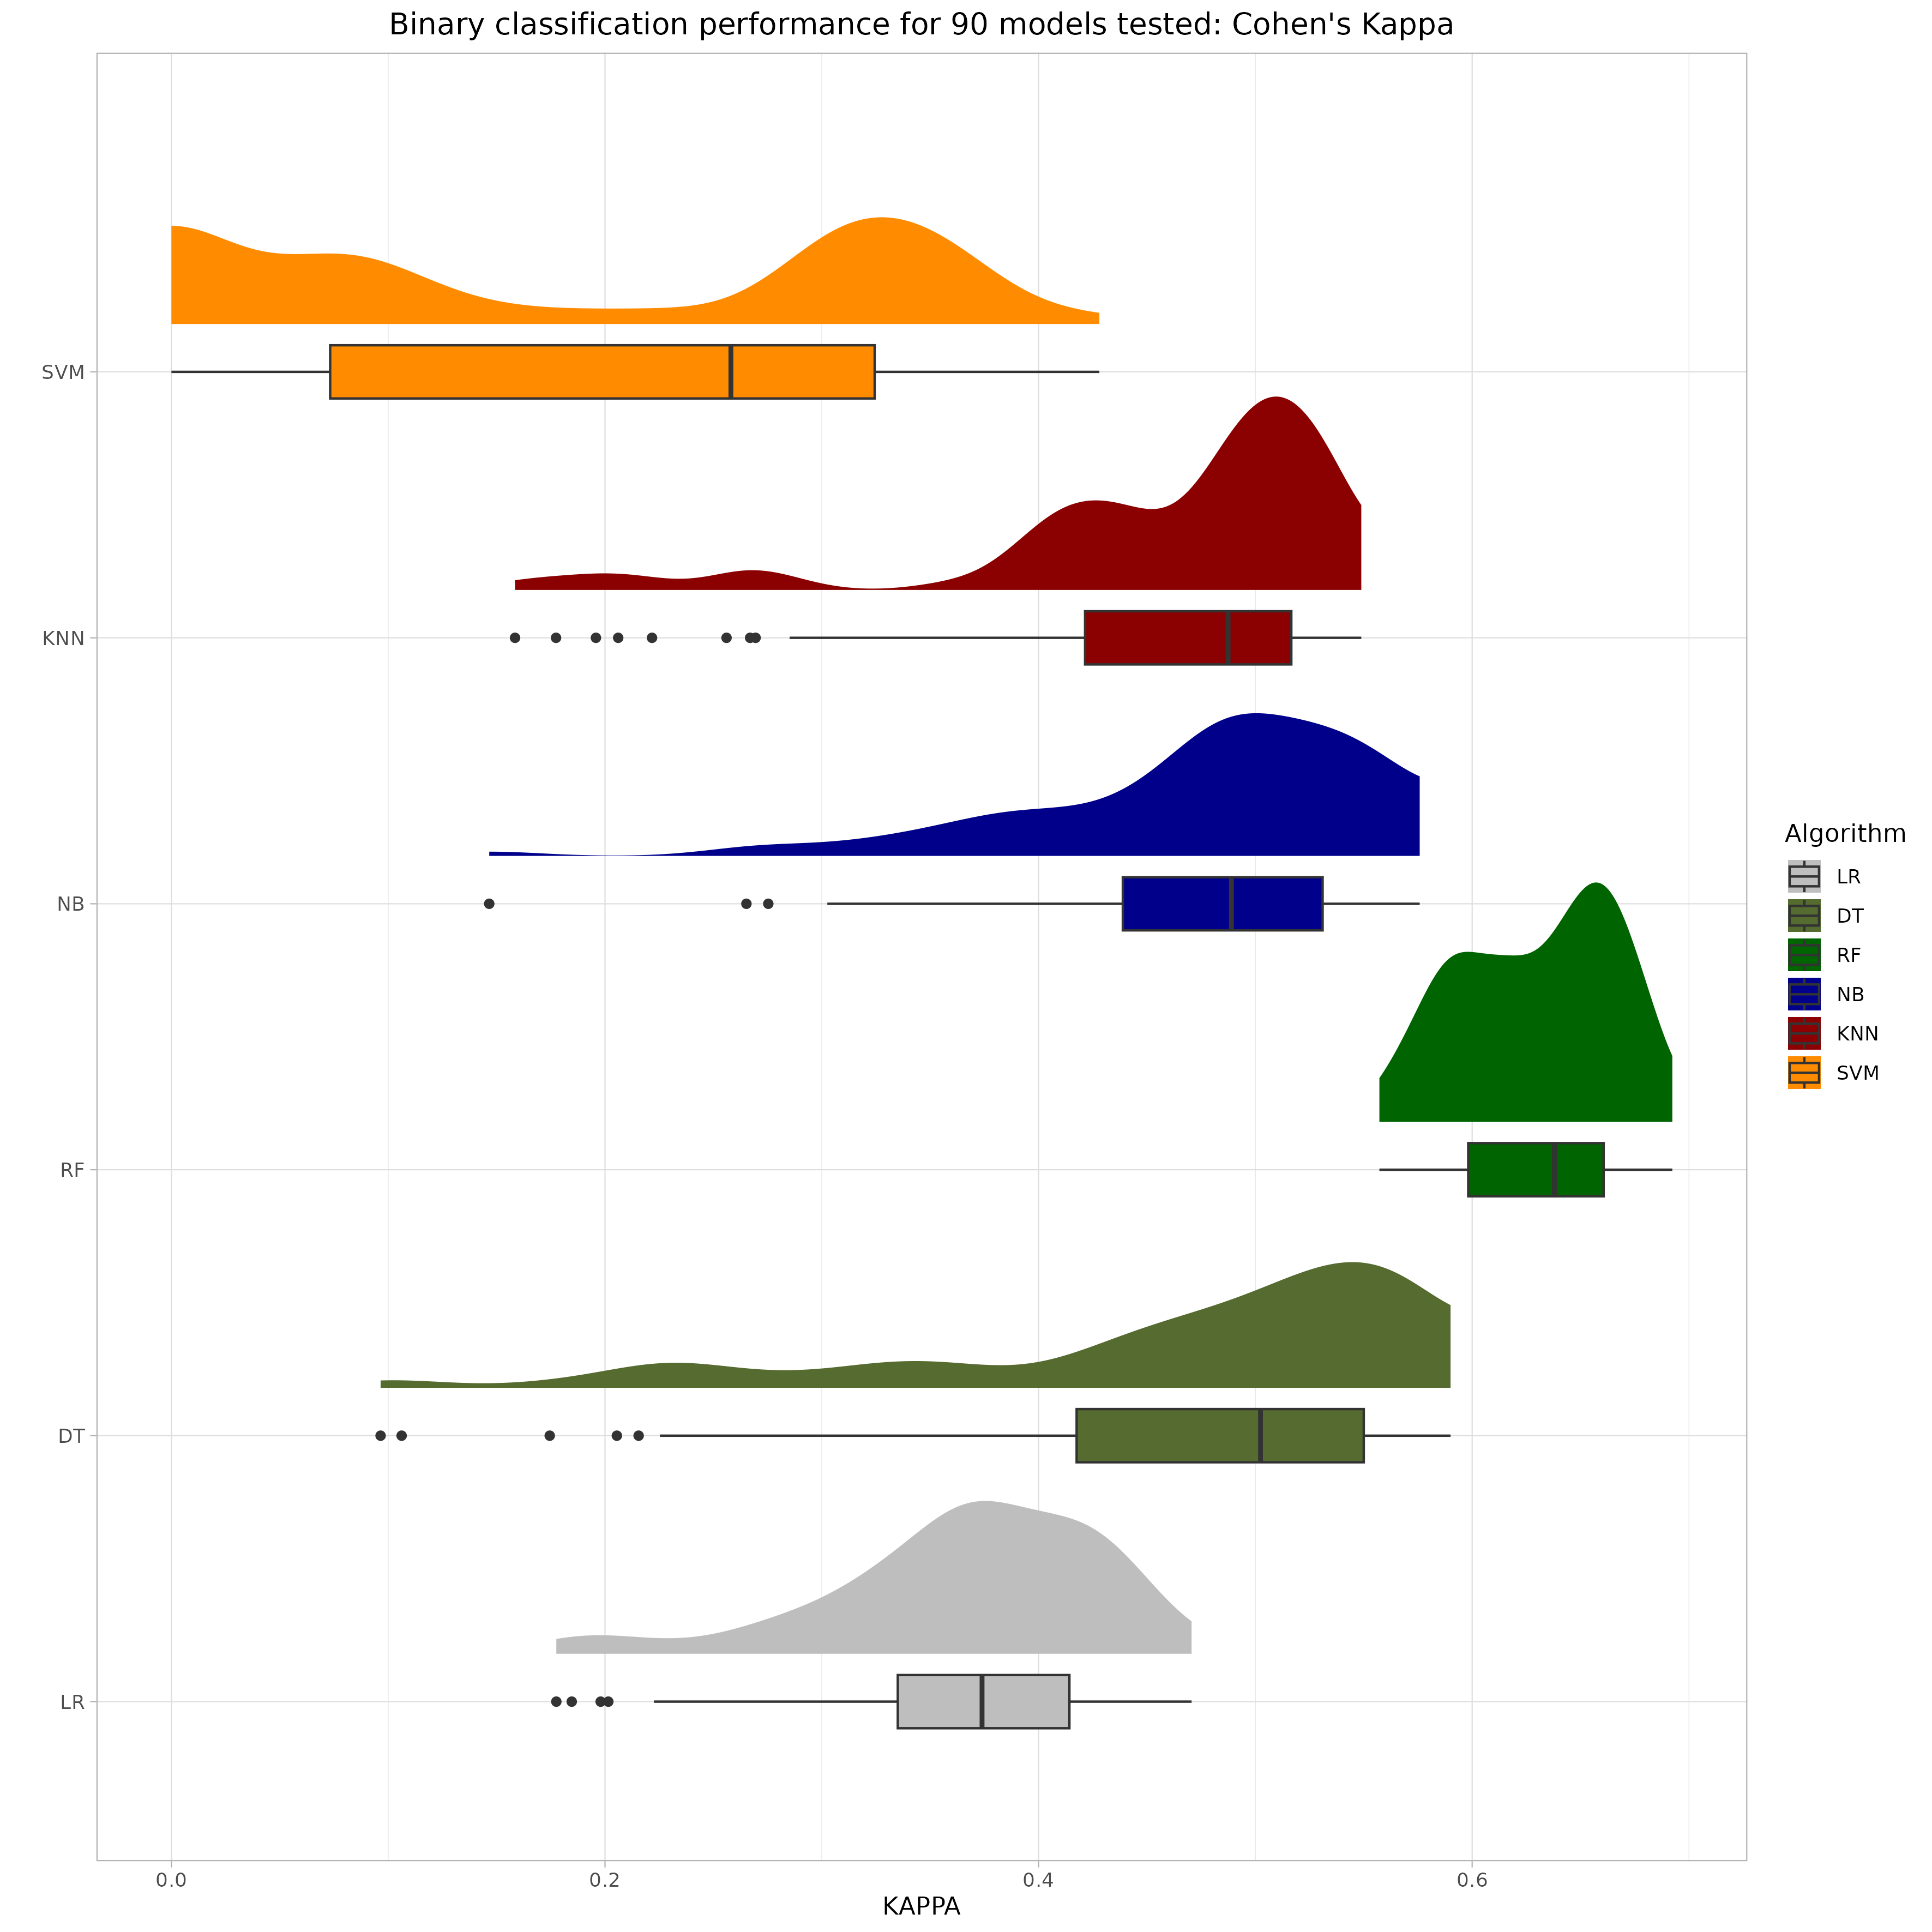 Binary classification performance for 90 models tested: Cohen's Kappa
SVM
KNN
NB
RF
DT
LR
0.0
0.2
0.4
0.6
KAPPA
Algorithm
LR
DT
RF
NB
KNN
SVM